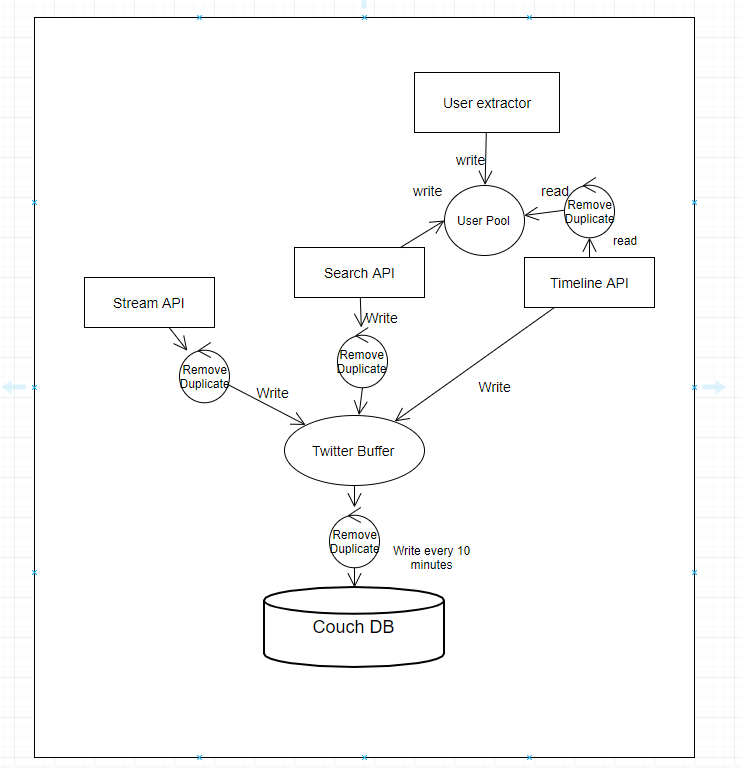 User extractor
write
write
read
Remove
Duplicate
User Pool
read
Search API
Timeline API
Stream API
Write
Remove
Duplicate
Remove
Duplicate
Write
Write
Twitter Buffer
Remove
Duplicate
Write every 10
minutes
Couch DB